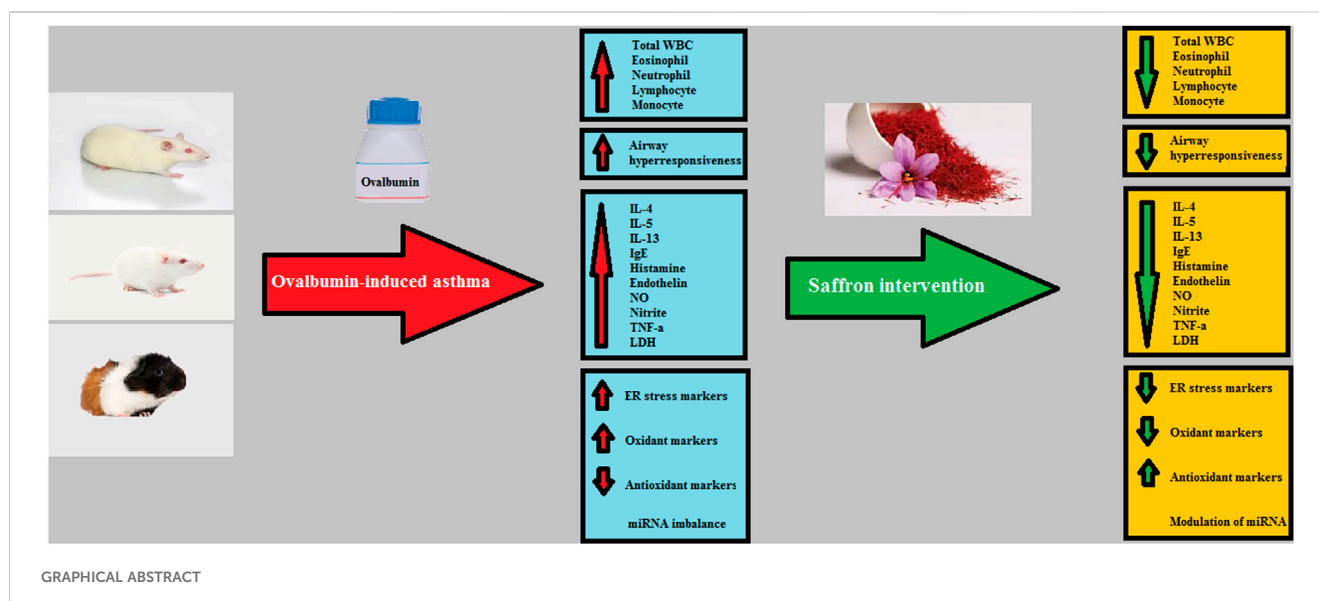 Ovalbumin
Ovalbumin-induced asthma
Total WBC
Eosinophil
Neutrophil
Lymphocyte
Monocyte
Airway
hyperresponsiveness
IL-4
IL-5
IL-13
IgE
Histamine
Endothelin
NO
Nitrite
TNF-a
LDH
ER stress markers
Oxidant markers
Antioxidant markers
miRNA imbalance
Saffron intervention
Total WBC
Eosinophil
Neutrophil
Lymphocyte
Monocyte
Airway
hyperresponsiveness
IL-4
IL-5
IL-13
IgE
Histamine
Endothelin
NO
Nitrite
TNF-a
LDH
ER stress markers
Oxidant markers
Antioxidant markers
Modulation of miRNA
GRAPHICAL ABSTRACT